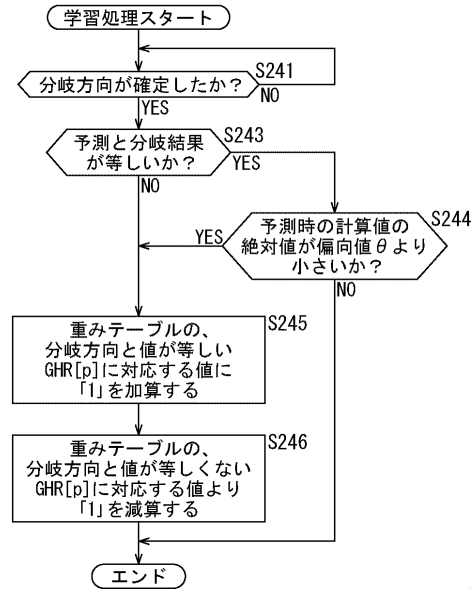 学習処理スタート
分岐方向が確定したか？
S241
NO
YES
予測と分岐結果
が等しいか？
S243
YES
NO
予測時の計算値の
絶対値が偏向値θより
小さいか？
S244
YES
NO
重みテーブルの、
分岐方向と値が等しい
GHR[p]に対応する値に
「1」を加算する
S245
重みテーブルの、
分岐方向と値が等しくない
GHR[p]に対応する値より
「1」を減算する
S246
エンド